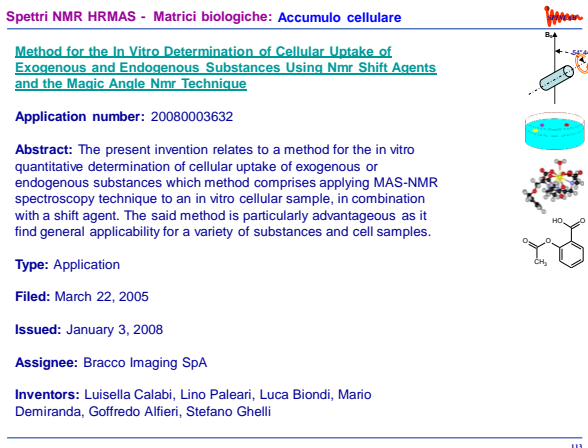 Spettri NMR HRMAS - Matrici biologiche: Accumulo cellulare
Method for the In Vitro Determination of Cellular Uptake of
Exogenous and Endogenous Substances Using Nmr Shift Agents
and the Magic Angle Nmr Technique
Application number: 20080003632
Abstract: The present invention relates to a method for the in vitro
quantitative determination of cellular uptake of exogenous or
endogenous substances which method comprises applying MAS-NMR
spectroscopy technique to an in vitro cellular sample, in combination
with a shift agent. The said method is particularly advantageous as it
find general applicability for a variety of substances and cell samples.
Type: Application
Filed: March 22, 2005
Issued: January 3, 2008
Assignee: Bracco Imaging SpA
Inventors: Luisella Calabi, Lino Paleari, Luca Biondi, Mario
Demiranda, Goffredo Alfieri, Stefano Ghelli
HO
O
O
O
CH3